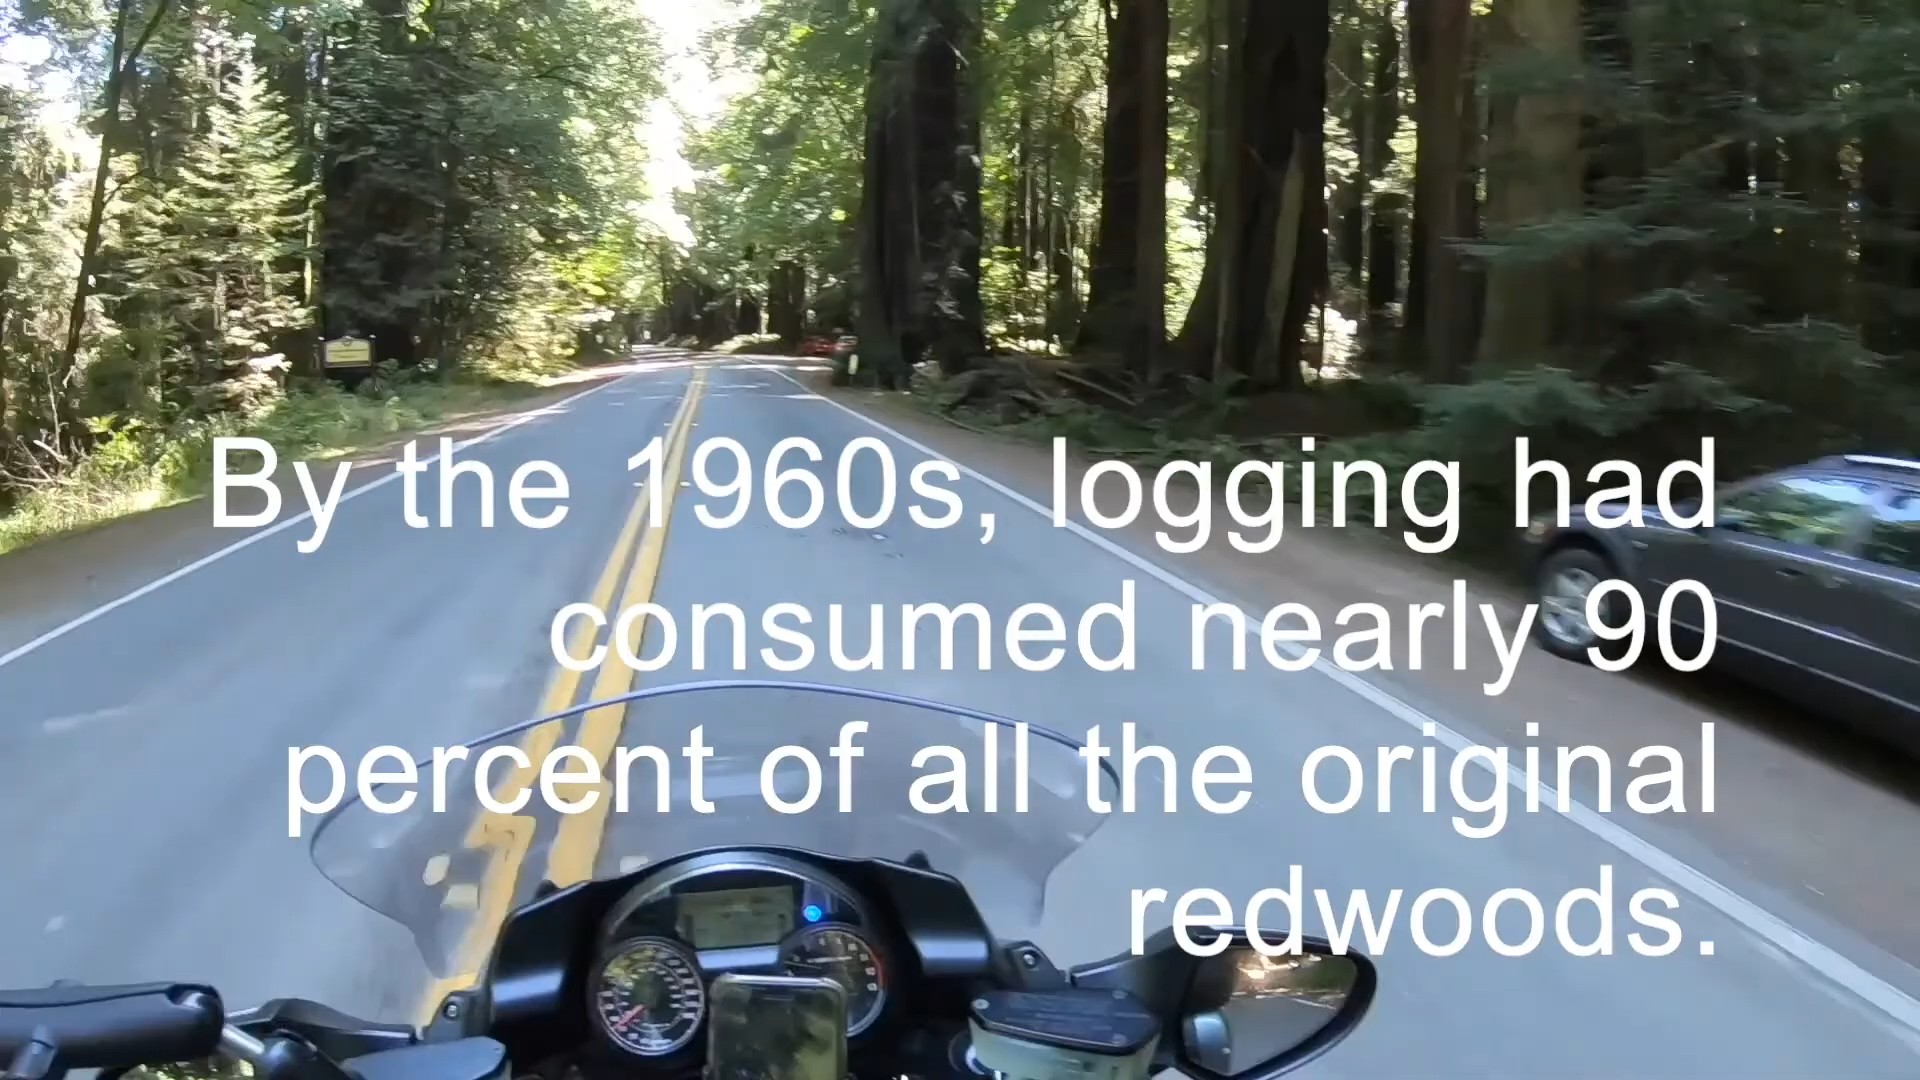 By the 1960s, logging had
consumed nearly 90
percent of all the original
redwoods.